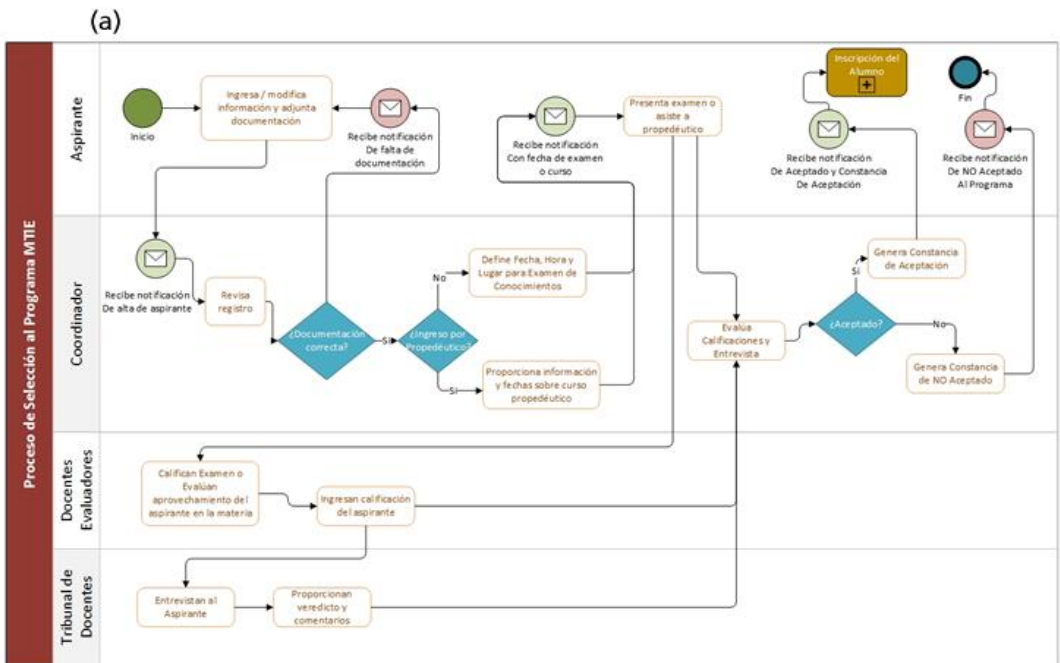 (a)
Proceso de Selección al Programa MTIE
Aspirante
Inicio
Ingresa / modifica
información y adjunta
documentación
Recibe notificación
De falta de
documentación
Recibe notificación
Con fecha de examen
o curso
Presenta examen o
asiste a
propedéutico
Inscripción del
Alumno
Recibe notificación
De Aceptado y Constancia
De Aceptación
Fin
Recibe notificación
De NO Aceptado
Al Programa
Coordinador
Recibe notificación
De alta de aspirante
Revisa
registro
¿Documentación
correcta?
Si
¿Ingreso por
Propedéutico?
No
Define Fecha, Hora y
Lugar para Examen de
Conocimientos
Si
Proporciona información
y fechas sobre curso
propedéutico
Evalúa
Calificaciones y
Entrevista
¿Aceptado?
Si
Genera Constancia
de Aceptación
No
Genera Constancia
de NO Aceptado
Docentes
Evaluadores
Califican Examen o
Evalúan
aprovechamiento del
aspirante en la materia
Ingresan calificación
del aspirante
Tribunal de
Docentes
Entrevistan al
Aspirante
Proporcionan
veredicto y
comentarios